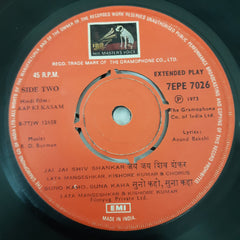 "HIS MASTER'S VOICE"
REGD. TRADE MARK OF THE GRAMOPHONE CO.
45 R.P.M.
EXTENDED PLAY
SIDE TWO
7EPE 7026
Hindi film:
AAP KI KASAM
℗ 1973
The Gramophone
Co. of India Ltd.
Music:
D. Burman
Lyrics:
Anand Bakshi
JAI JAI SHIV SHANKAR जय जय शिव शंकर
LATA MANGESHKAR, KISHORE KUMAR & CHORUS
SUNO KAHO, SUNA KAHA सुनो कहो, सुना कहा
LATA MANGESHKAR & KISHORE KUMAR
Filmyug Private Ltd.
EMI
MADE IN INDIA